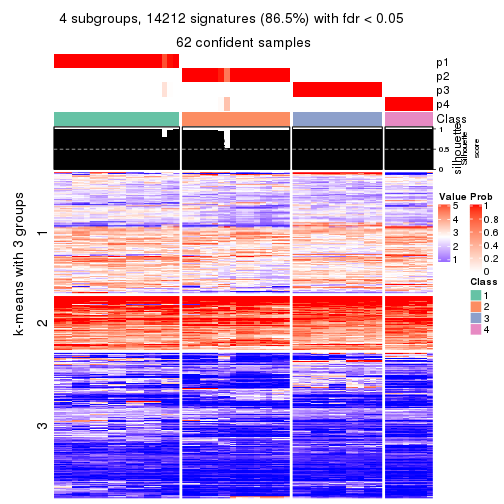 4 subgroups, 14212 signatures (86.5%) with fdr < 0.05
62 confident samples
p1
p2
p3
p4
Class
1
0.5
0
silhouette
Silhouette
score
k-means with 3 groups
1
2
3
Value
5
4
3
2
1
Prob
1
0.8
0.6
0.4
0.2
0
Class
1
2
3
4